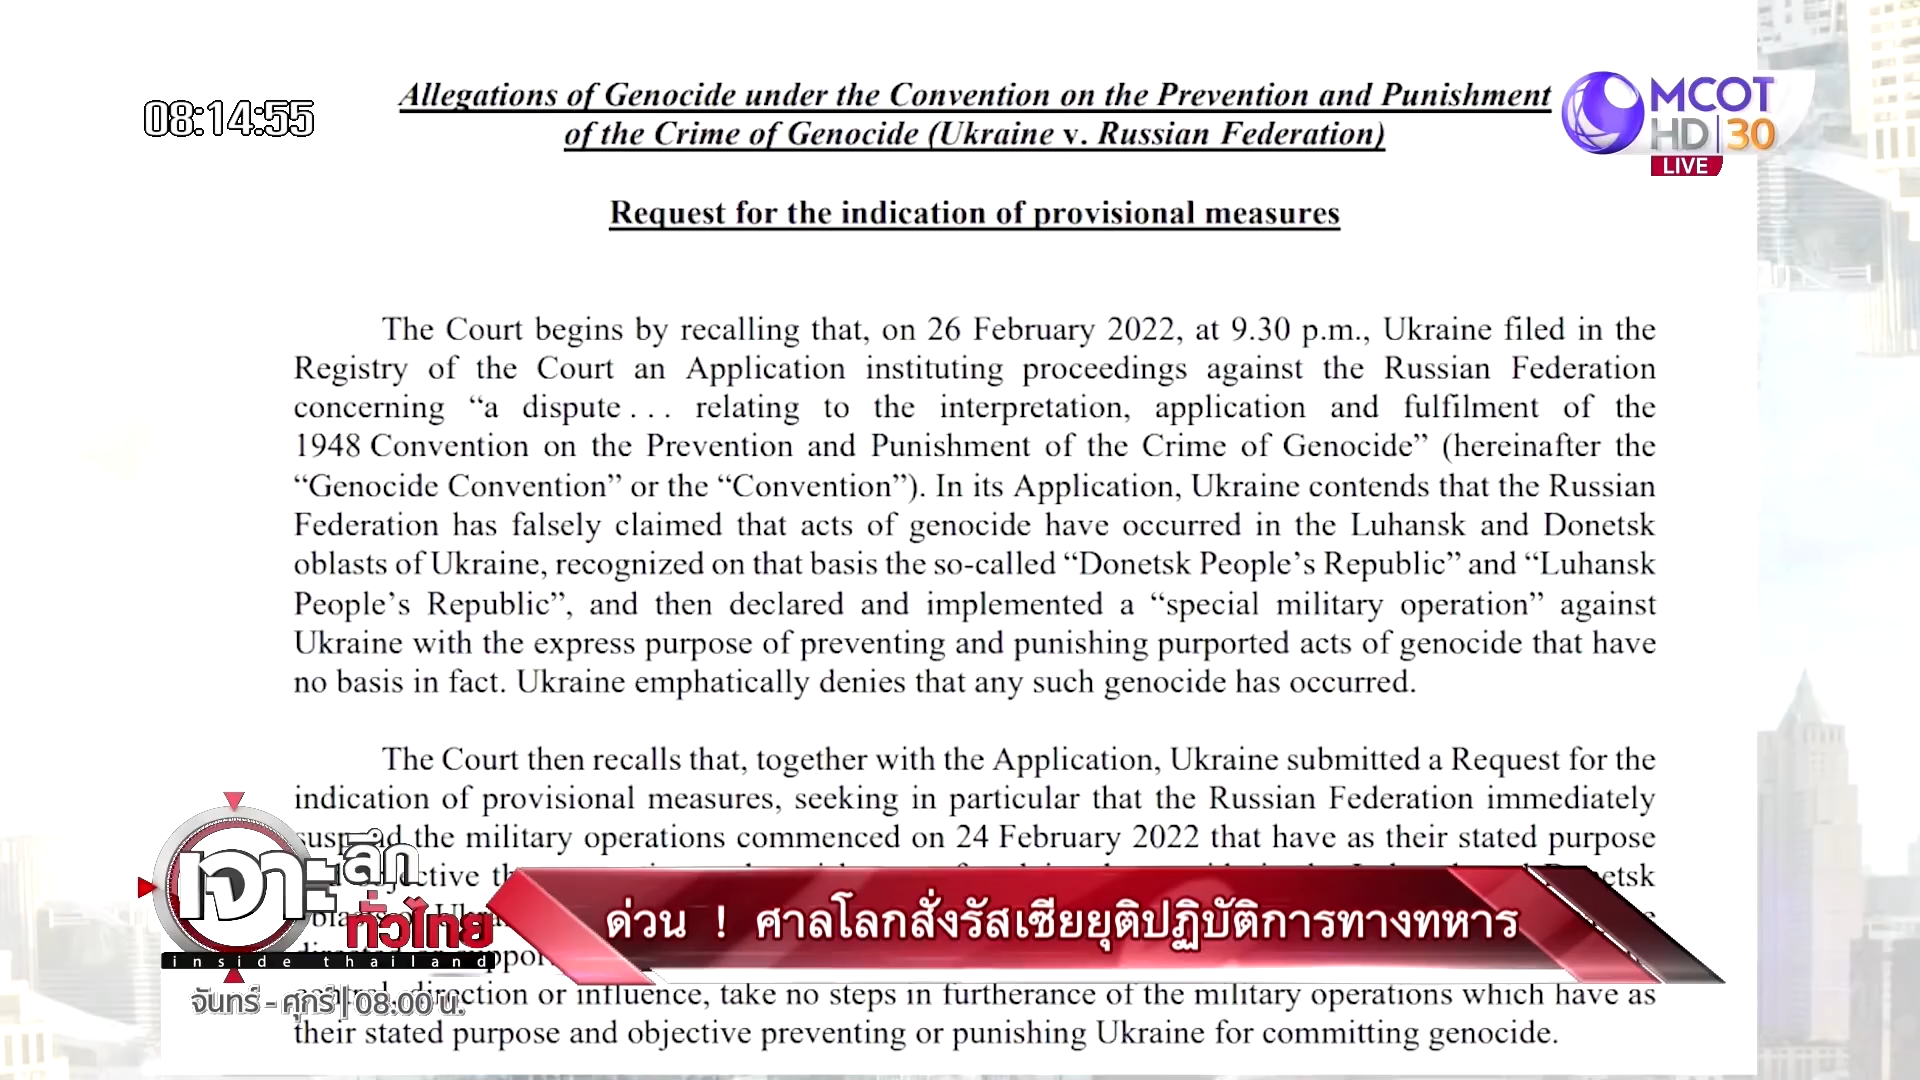 08:14:55
Allegations of Genocide under the Convention on the Prevention and Punishment
of the Crime of Genocide (Ukraine v. Russian Federation)
MCOT
HD 30
LIVE
Request for the indication of provisional measures
The Court begins by recalling that, on 26 February 2022, at 9.30 p.m., Ukraine filed in the
Registry of the Court an Application instituting proceedings against the Russian Federation
concerning “a dispute . . . relating to the interpretation, application and fulfilment of the
1948 Convention on the Prevention and Punishment of the Crime of Genocide” (hereinafter the
“Genocide Convention” or the “Convention”). In its Application, Ukraine contends that the Russian
Federation has falsely claimed that acts of genocide have occurred in the Luhansk and Donetsk
oblasts of Ukraine, recognized on that basis the so-called “Donetsk People’s Republic” and “Luhansk
People’s Republic”, and then declared and implemented a “special military operation” against
Ukraine with the express purpose of preventing and punishing purported acts of genocide that have
no basis in fact. Ukraine emphatically denies that any such genocide has occurred.
The Court then recalls that, together with the Application, Ukraine submitted a Request for the
indication of provisional measures, seeking in particular that the Russian Federation immediately
the military operations commenced on 24 February 2022 that have as their stated purpose
เจาะลึก
ทั่วไทย
inside thailand
จันทร์ - ศุกร์ | 08.00 น.
ด่วน ! ศาลโลกสั่งรัสเซียยุติปฏิบัติการทางทหาร
direction or influence, take no steps in furtherance of the military operations which have as
their stated purpose and objective preventing or punishing Ukraine for committing genocide.